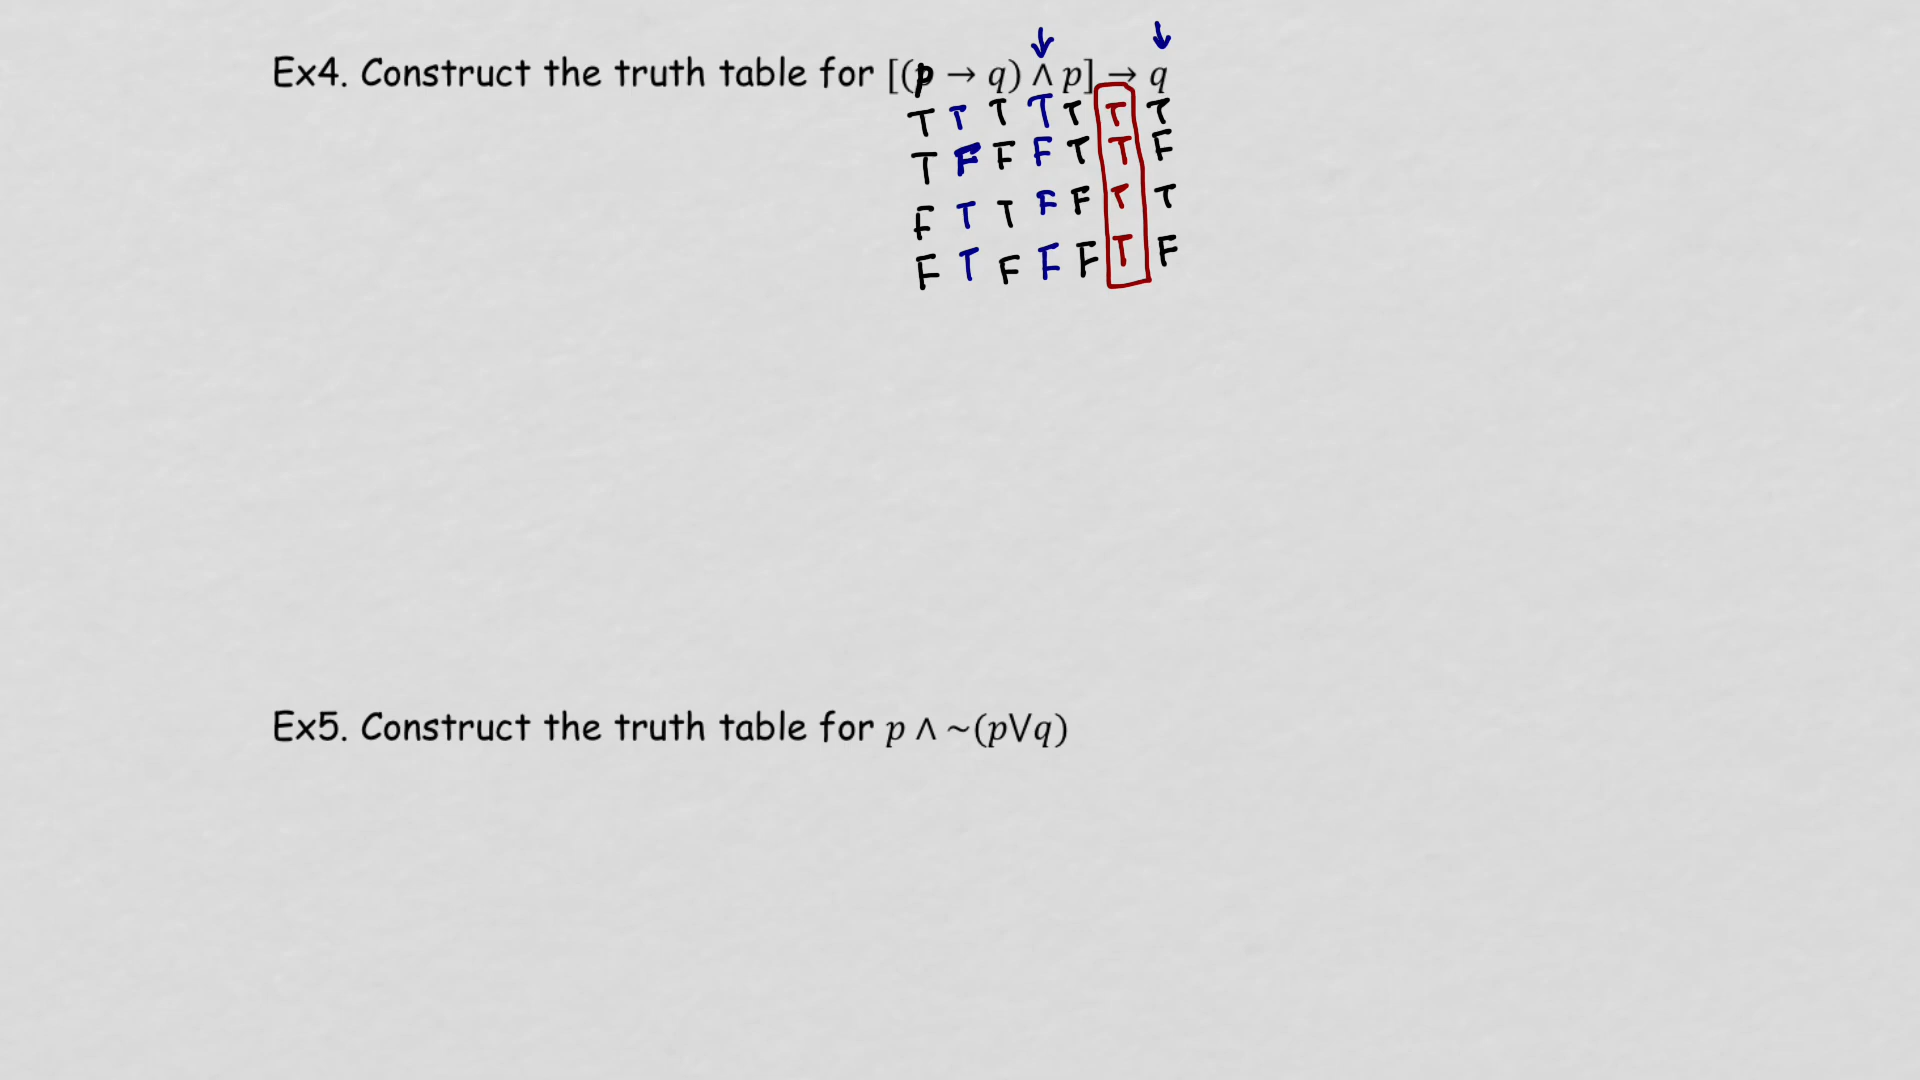 Ex4. Construct the truth table for [(p → q) ∧ p] → q
T T T T T T T
T F F F T T F
F T T F F T T
F T F F F T F
Ex5. Construct the truth table for p ∧ ~(p∨q)